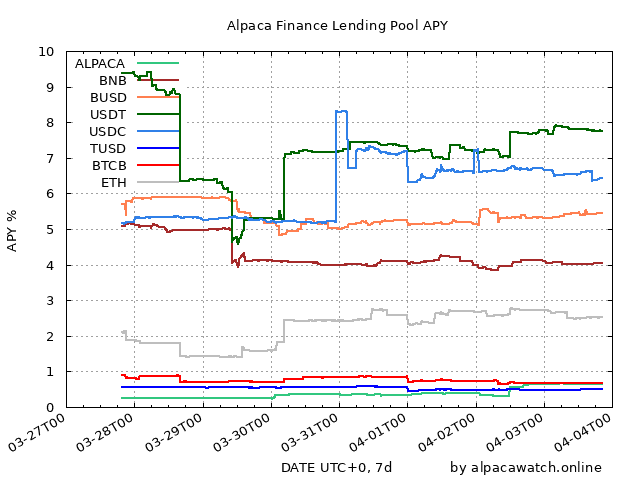 Alpaca Finance Lending Pool APY
10
9
8
7
6
5
4
3
2
1
0
APY %
ALPACA
BNB
BUSD
USDT
USDC
TUSD
BTCB
ETH
03-27T00
03-28T00
03-29T00
03-30T00
03-31T00
04-01T00
04-02T00
04-03T00
04-04T00
DATE UTC+0, 7d
by alpacawatch.online